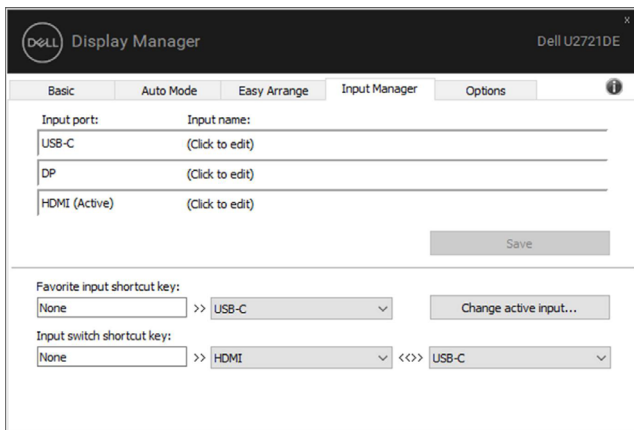 x
DELL Display Manager Dell U2721DE
Basic Auto Mode Easy Arrange Input Manager Options
Input port: Input name:
USB-C (Click to edit)
DP (Click to edit)
HDMI (Active) (Click to edit)
Save
Favorite input shortcut key:
None >> USB-C Change active input...
Input switch shortcut key:
None >> HDMI <<>> USB-C